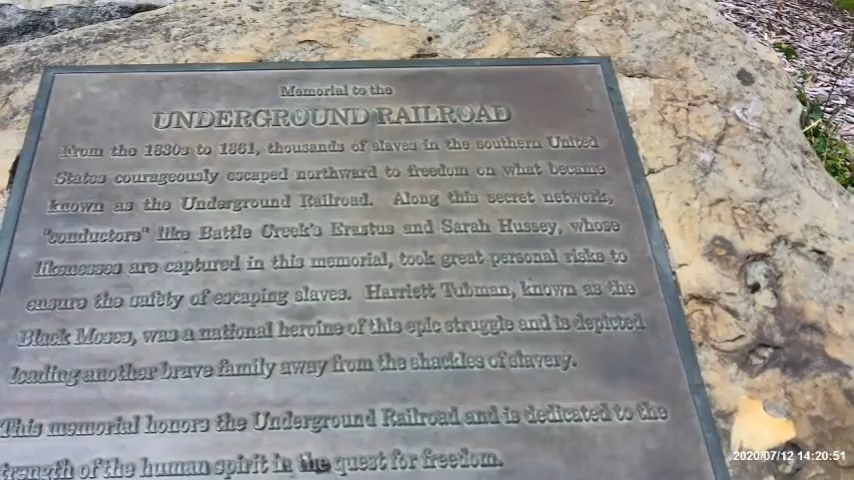 Memorial to the
UNDERGROUND RAILROAD
From the 1830s to 1861, thousands of slaves in the southern United
States courageously escaped northward to freedom on what became
known as the Underground Railroad. Along this secret network,
"conductors" like Battle Creek's Erastus and Sarah Hussey, whose
likenesses are captured in this memorial, took great personal risks to
ensure the safety of escaping slaves. Harriett Tubman, known as the
Black Moses, was a national heroine of this epic struggle and is depicted
leading another brave family away from the shackles of slavery.
This memorial honors the Underground Railroad and is dedicated to the
strength of the human spirit in the quest for freedom.
2020/07/12 14:20:51